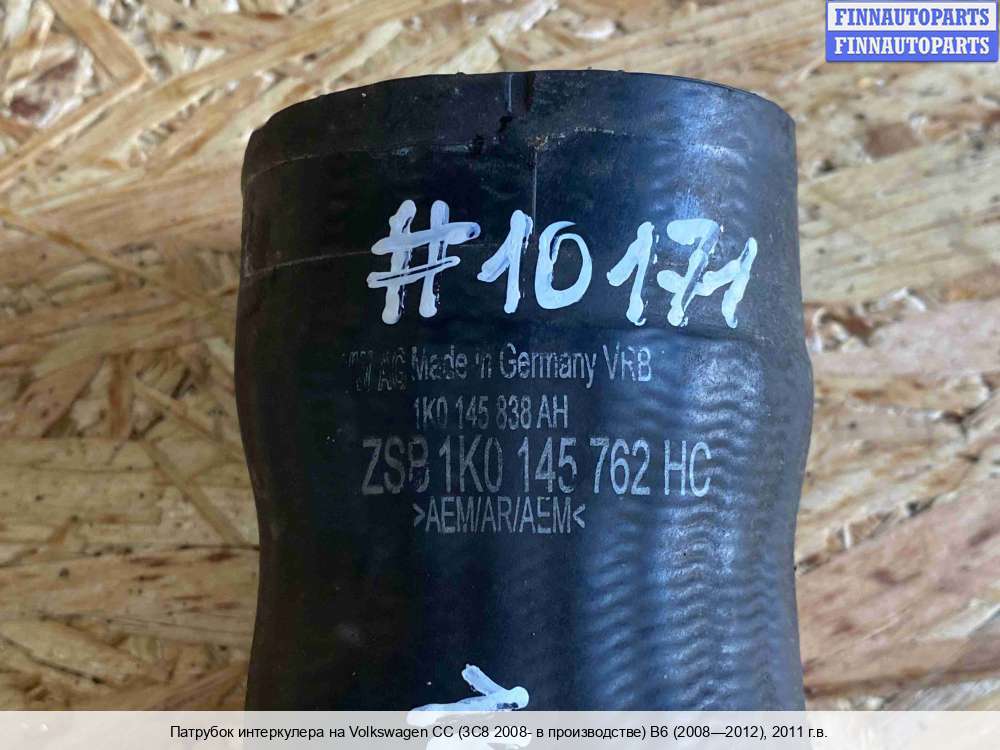 FINNAUTOPARTS
FINNAUTOPARTS
#10171
AG Made in Germany VRB
1K0 145 838 AH
ZSB 1K0 145 762 HC
>AEM/AR/AEM<
Патрубок интеркулера на Volkswagen CC (3C8 2008- в производстве) B6 (2008—2012), 2011 г.в.